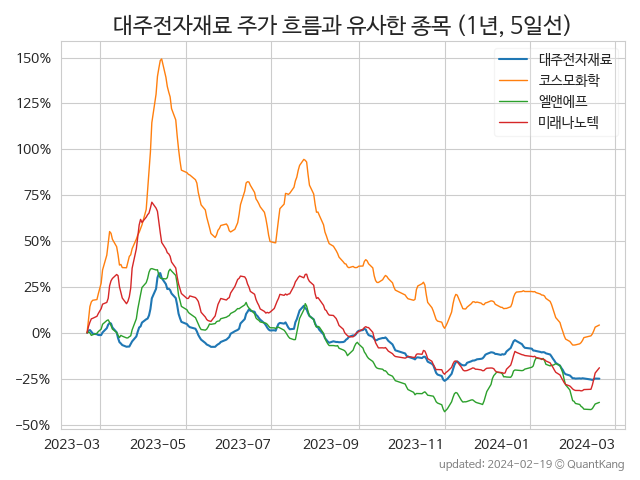 대주전자재료 주가 흐름과 유사한 종목 (1년, 5일선)
대주전자재료
코스모화학
엘앤에프
미래나노텍
150%
125%
100%
75%
50%
25%
0%
−25%
−50%
2023-03
2023-05
2023-07
2023-09
2023-11
2024-01
2024-03
updated: 2024-02-19 © QuantKang